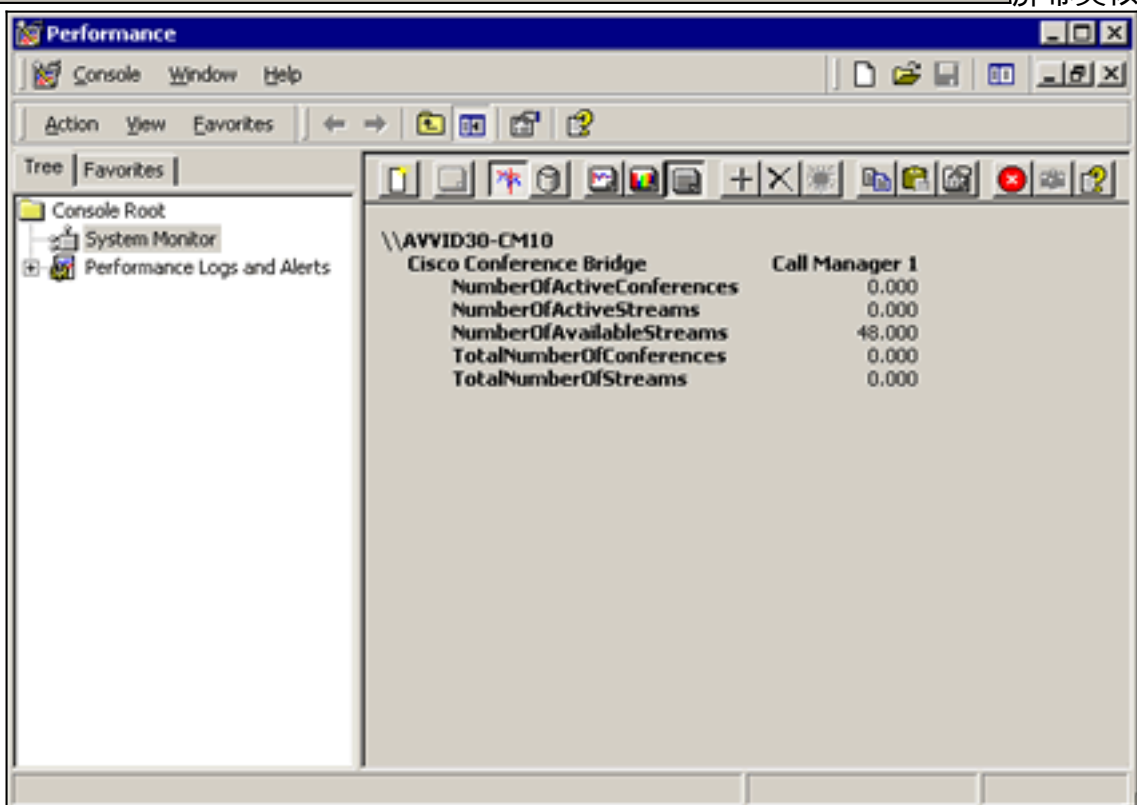 Performance
Console Window Help
Action View Favorites
Tree Favorites
Console Root
System Monitor
Performance Logs and Alerts
\\AVVID30-CM10
Cisco Conference Bridge Call Manager 1
NumberOfActiveConferences 0.000
NumberOfActiveStreams 0.000
NumberOfAvailableStreams 48.000
TotalNumberOfConferences 0.000
TotalNumberOfStreams 0.000